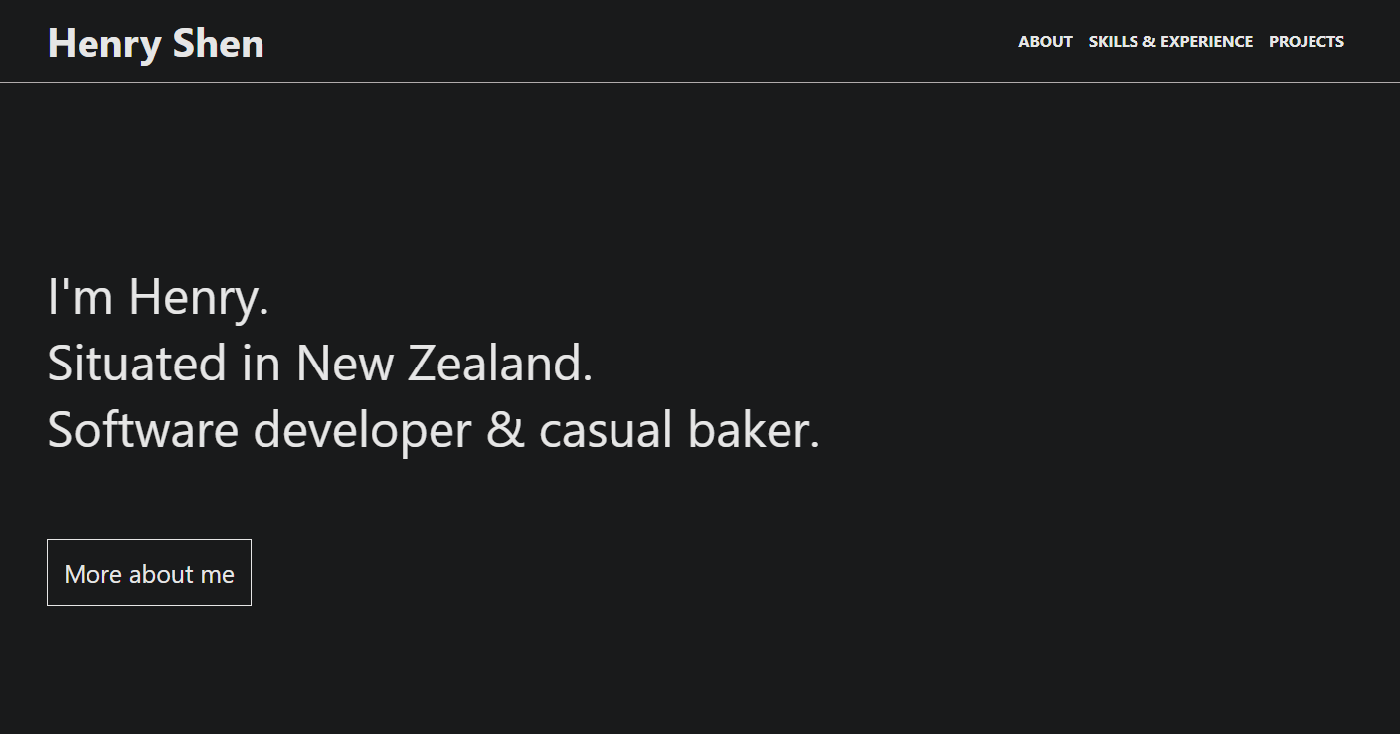 Henry Shen
ABOUT SKILLS & EXPERIENCE PROJECTS
I'm Henry.
Situated in New Zealand.
Software developer & casual baker.
More about me